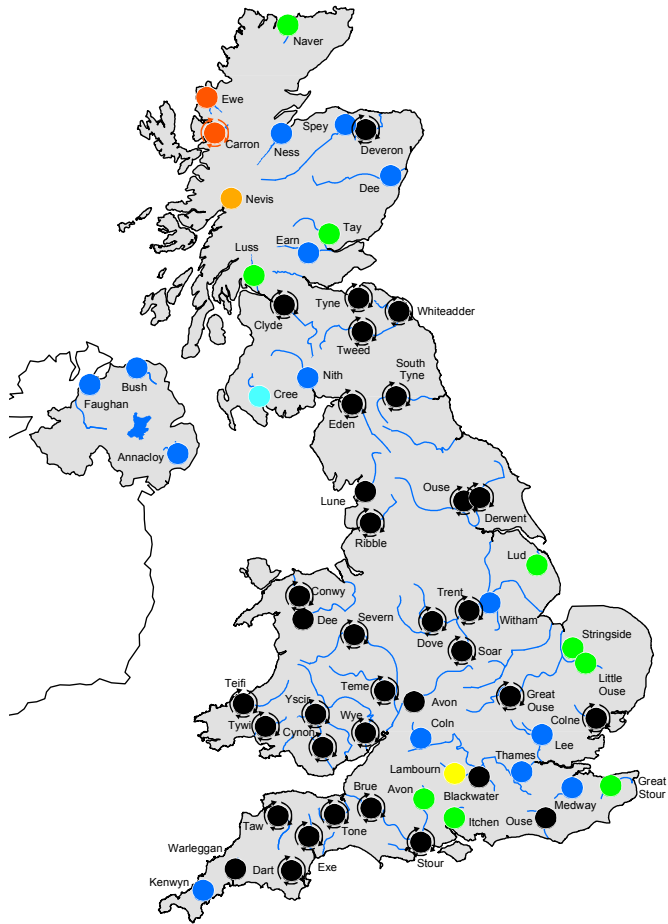 Naver
Ewe
Spey
Carron
Ness
Deveron
Dee
Nevis
Tay
Earn
Luss
Tyne
Whiteadder
Clyde
Tweed
South
Tyne
Nith
Bush
Faughan
Cree
Eden
Annacloy
Ouse
Lune
Derwent
Ribble
Lud
Conwy
Trent
Dee
Severn
Witham
Stringside
Dove
Soar
Little
Ouse
Teifi
Teme
Yscir
Avon
Great
Ouse
Colne
Tywi
Cynon
Wye
Coln
Lee
Thames
Lambourn
Great
Stour
Avon
Blackwater
Medway
Brue
Itchen
Ouse
Taw
Tone
Stour
Warleggan
Dart
Exe
Kenwyn